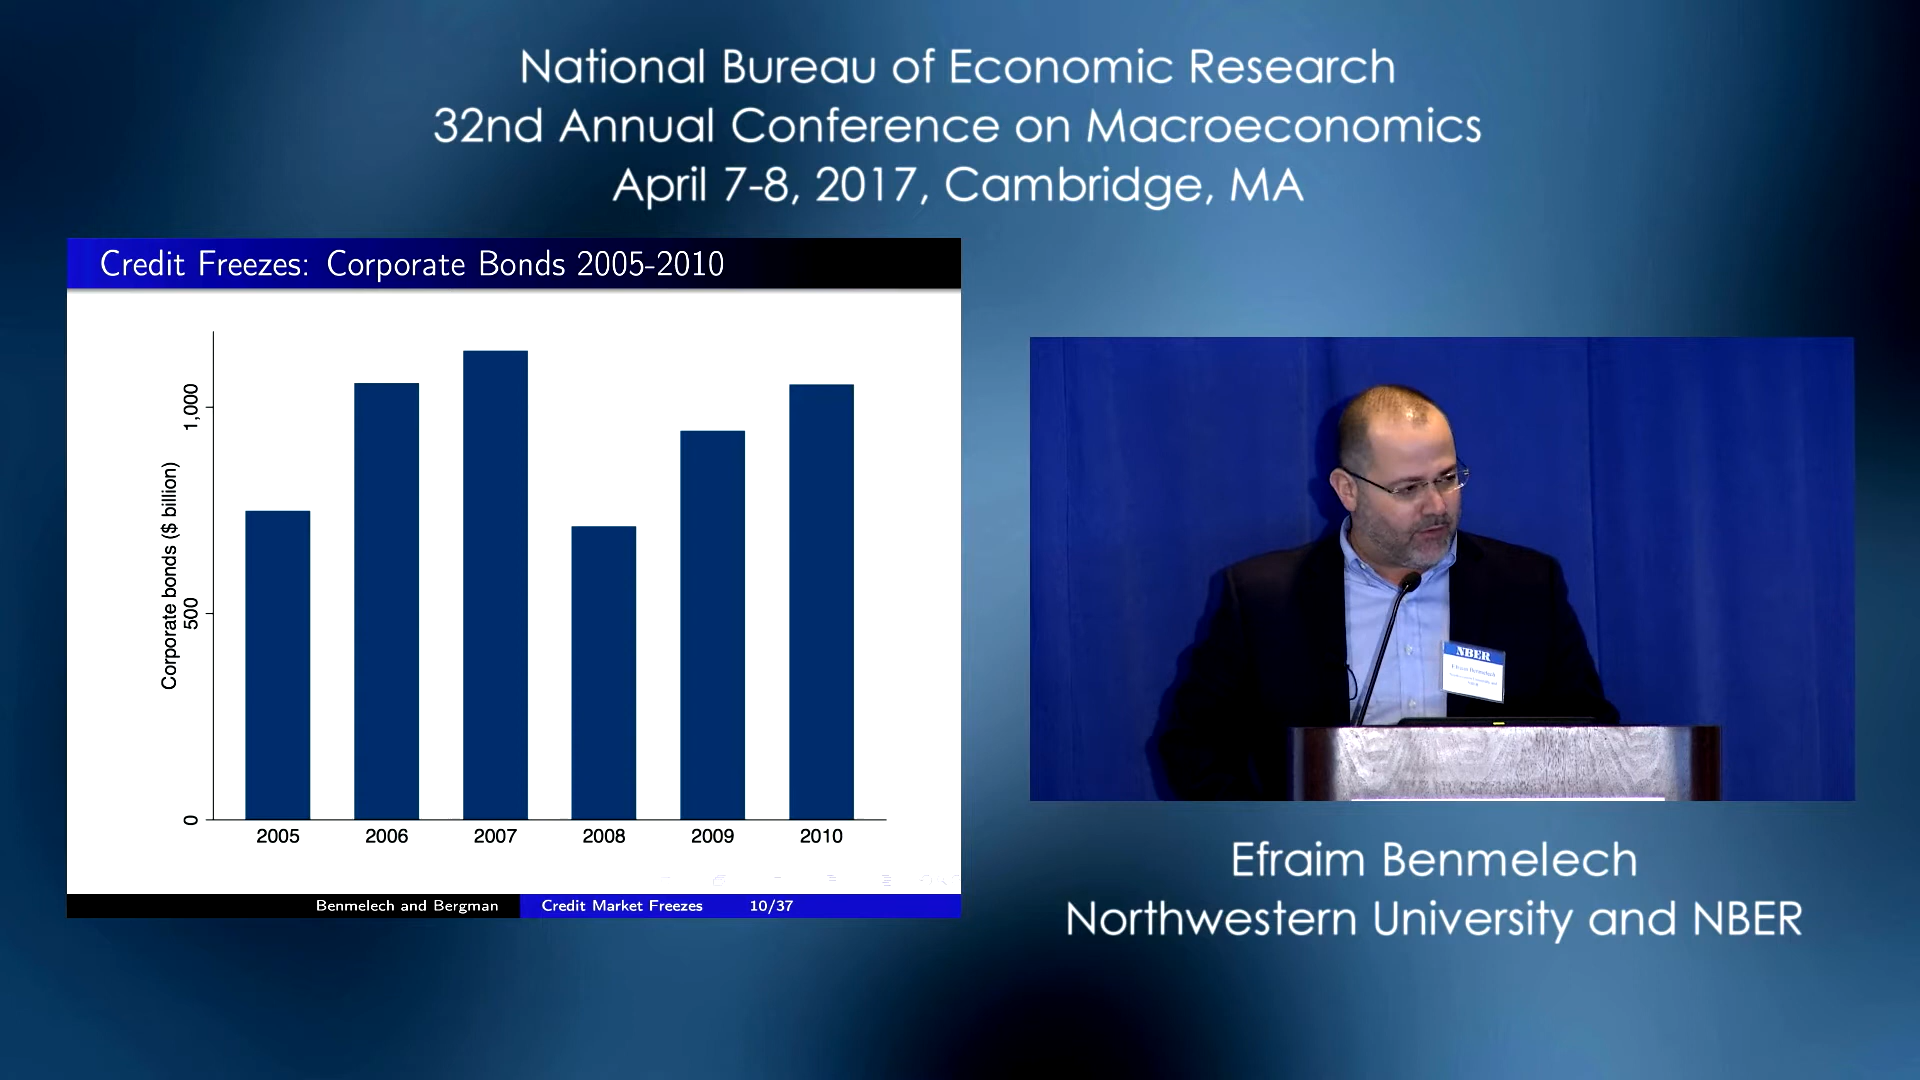 National Bureau of Economic Research
32nd Annual Conference on Macroeconomics
April 7-8, 2017, Cambridge, MA
Credit Freezes: Corporate Bonds 2005-2010
Corporate bonds ($ billion)
1,000
500
0
2005 2006 2007 2008 2009 2010
Benmelech and Bergman Credit Market Freezes 10/37
NBER
Efraim Benmelech
Efraim Benmelech
Northwestern University and NBER